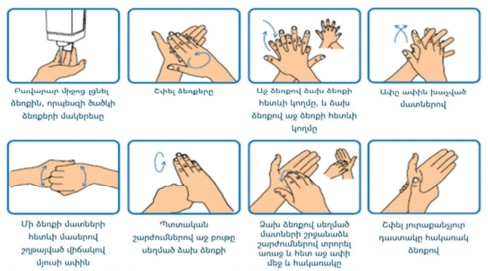 Բավարար միջոց լցնել
ձեռքին, որպեսզի ծածկի
ձեռքերի մակերեսը
Շփել ձեռքերը
Աջ ձեռքով ձախ ձեռքի
հետևի կողմը, և ձախ
ձեռքով աջ ձեռքի հետևի
կողմը
Ափը ափին խաչված
մատներով
Մի ձեռքի մատների
հետևի մասերով
շղթայված վիճակով
մյուսի ափին
Պտտական
շարժումներով աջ բութը
սեղմած ձախ ձեռքի
Ձախ ձեռքով սեղմած
մատների շրջանաձև
շարժումներով տրորել
առաջ և հետ աջ ափի
մեջ և հակառակը
Շփել յուրաքանչյուր
դաստակը հակառակ
ձեռքով